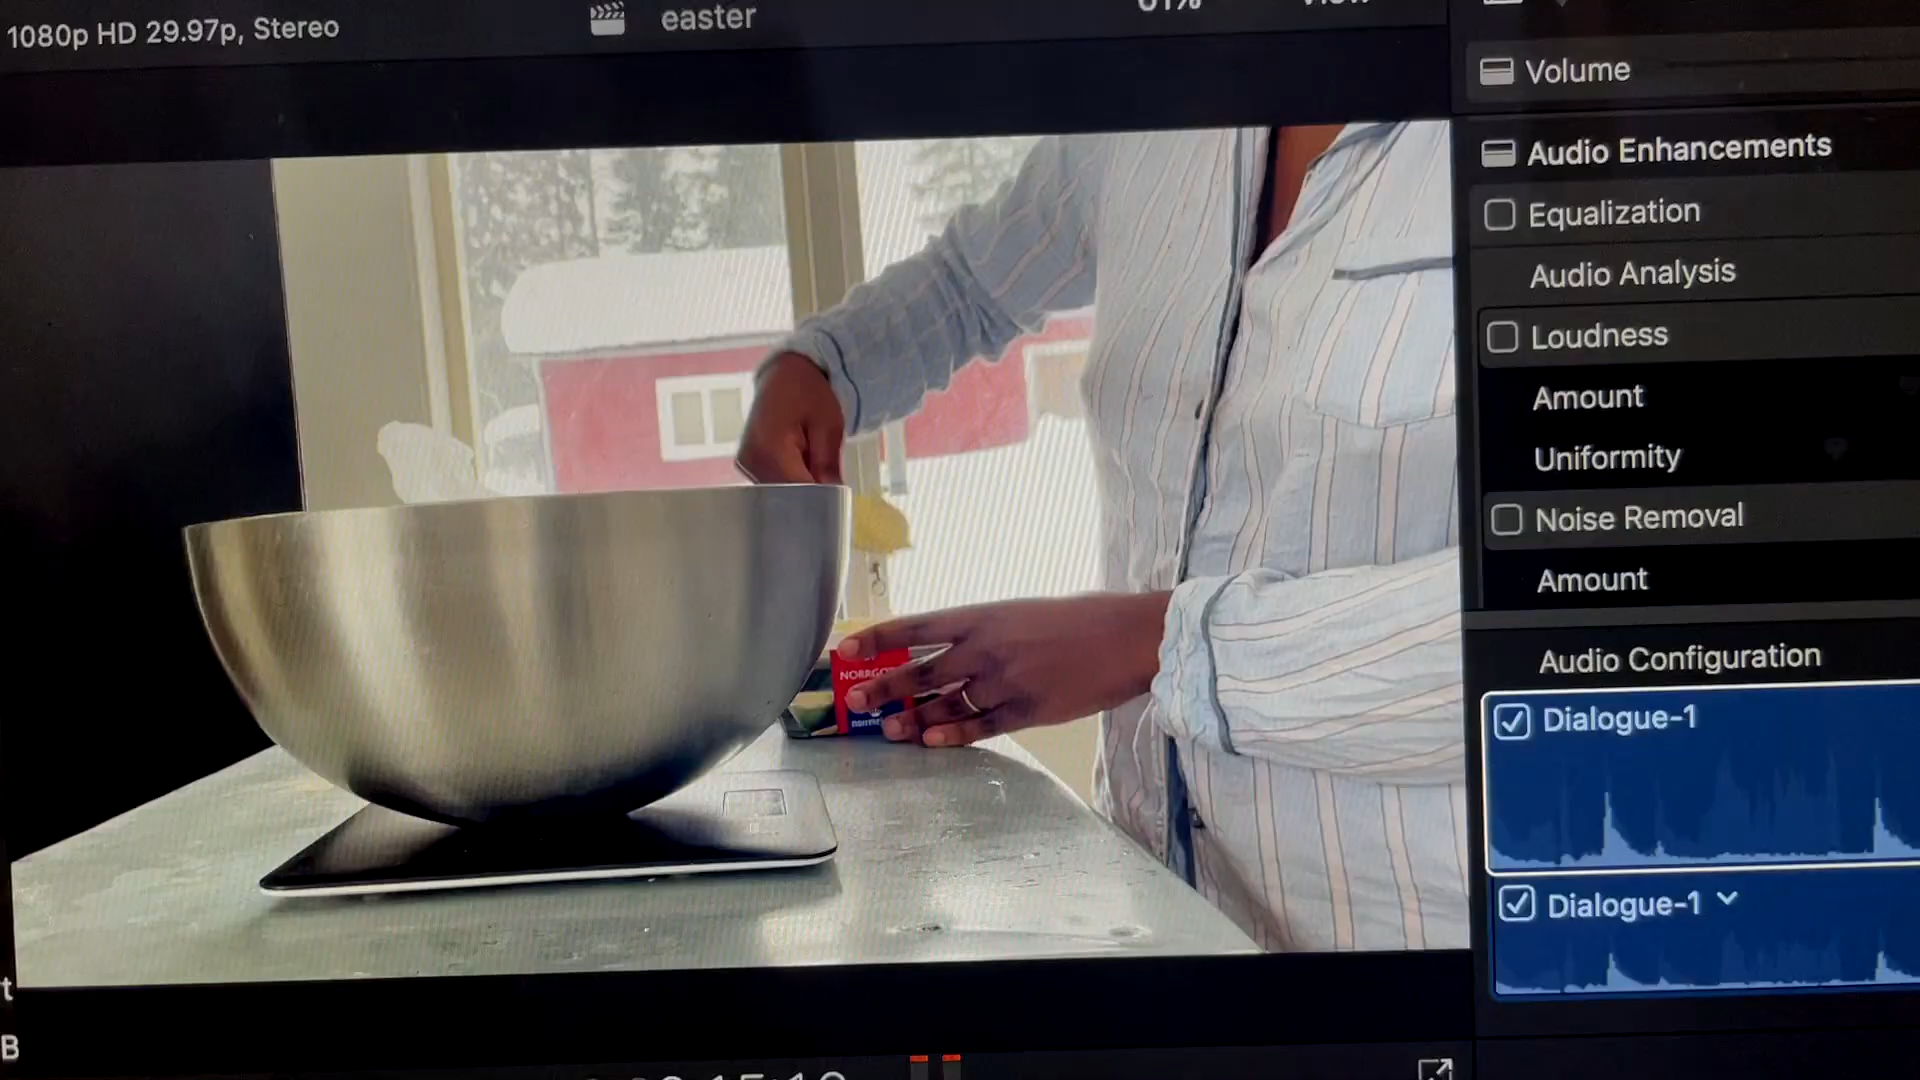 1080p HD 29.97p, Stereo
easter
Volume
Audio Enhancements
Equalization
Audio Analysis
Loudness
Amount
Uniformity
Noise Removal
Amount
Audio Configuration
Dialogue-1
Dialogue-1
B